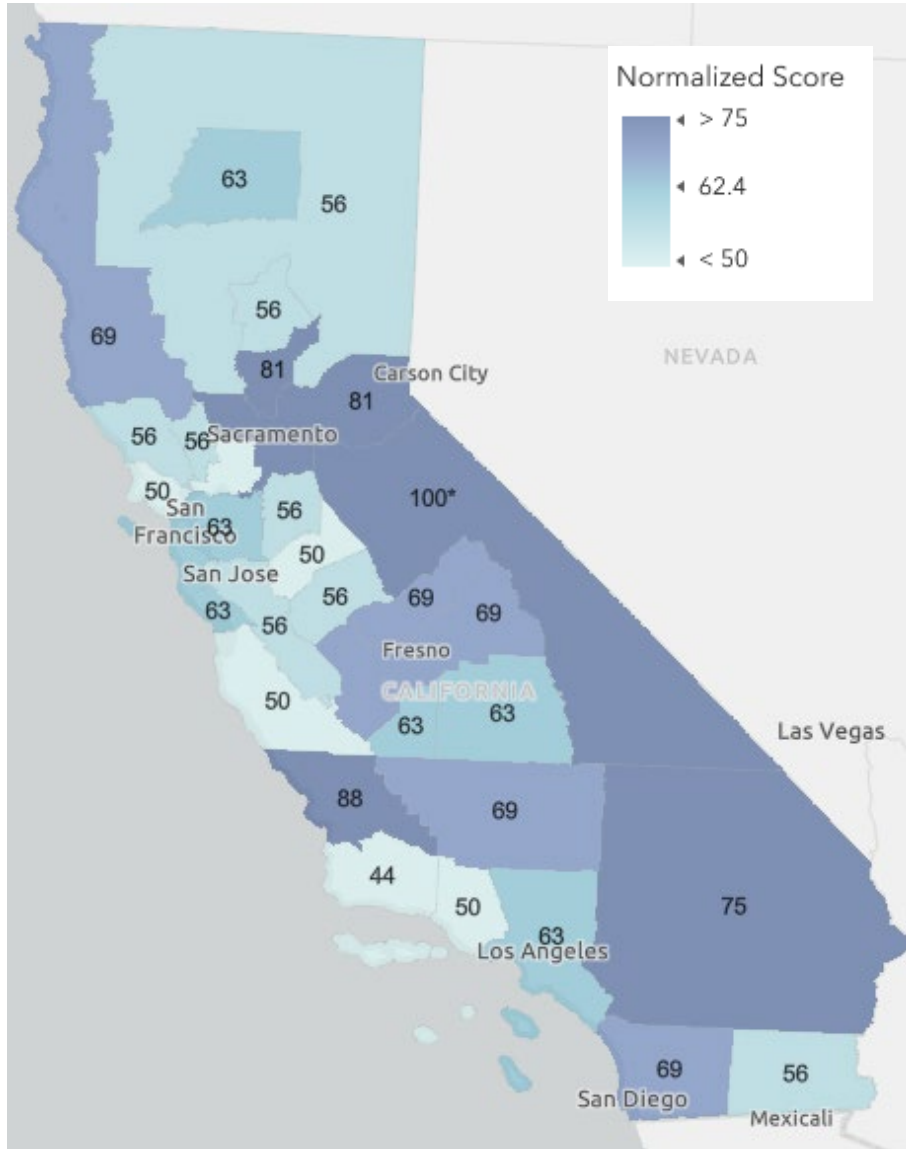 Normalized Score
> 75
62.4
< 50
63
56
56
69
NEVADA
81
Carson City
81
56
56
Sacramento
50
100*
San
Francisco
63
56
50
San Jose
63
56
56
69
69
Fresno
50
CALIFORNIA
63
63
Las Vegas
88
69
44
50
63
Los Angeles
75
69
56
San Diego
Mexicali